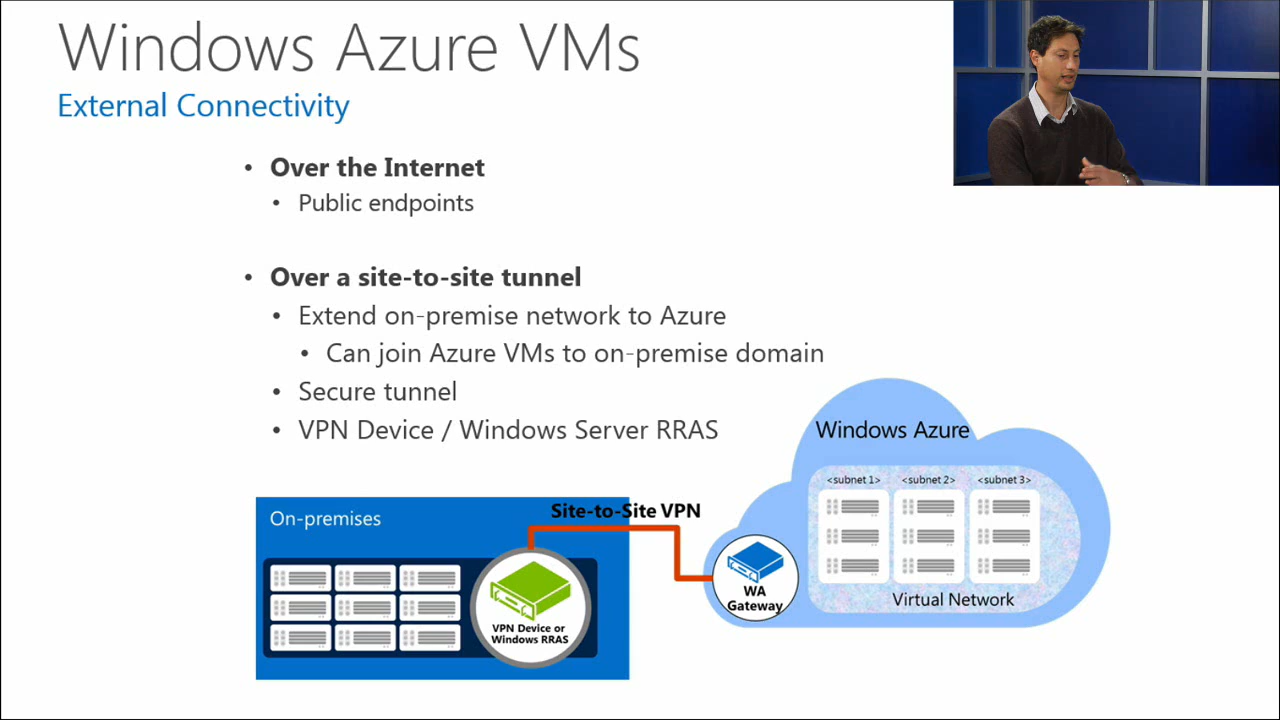 Windows Azure VMs
External Connectivity
• Over the Internet
• Public endpoints
• Over a site-to-site tunnel
• Extend on-premise network to Azure
• Can join Azure VMs to on-premise domain
• Secure tunnel
• VPN Device / Windows Server RRAS
Windows Azure
<subnet 1> <subnet 2> <subnet 3>
Virtual Network
WA
Gateway
Site-to-Site VPN
On-premises
VPN Device or
Windows RRAS